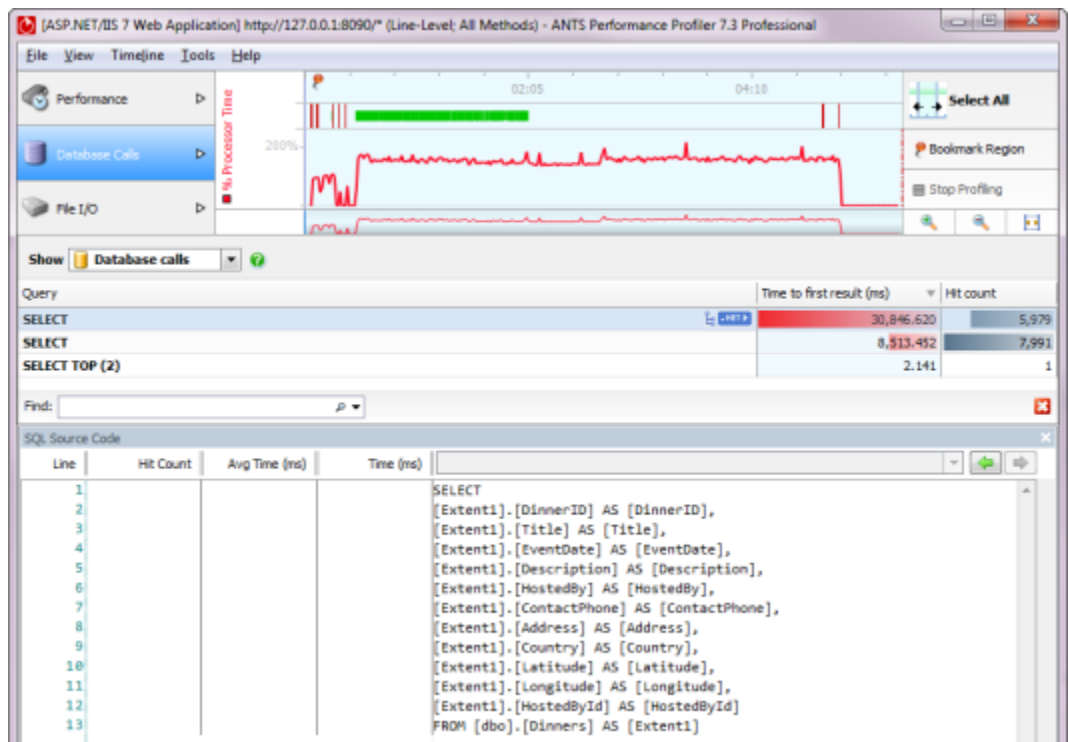 [ASP.NET/IIS 7 Web Application] http://127.0.0.1:8090/* (Line-Level; All Methods) - ANTS Performance Profiler 7.3 Professional
File View Timeline Tools Help
Performance
Database Calls
File I/O
% Processor Time
200%
02:05 04:10
Select All
Bookmark Region
Stop Profiling
Show Database calls
Query Time to first result (ms) Hit count
SELECT .NET 30,846.620 5,979
SELECT 8,513.452 7,991
SELECT TOP (2) 2.141 1
Find:
SQL Source Code
Line Hit Count Avg Time (ms) Time (ms)
1 SELECT
2 [Extent1].[DinnerID] AS [DinnerID],
3 [Extent1].[Title] AS [Title],
4 [Extent1].[EventDate] AS [EventDate],
5 [Extent1].[Description] AS [Description],
6 [Extent1].[HostedBy] AS [HostedBy],
7 [Extent1].[ContactPhone] AS [ContactPhone],
8 [Extent1].[Address] AS [Address],
9 [Extent1].[Country] AS [Country],
10 [Extent1].[Latitude] AS [Latitude],
11 [Extent1].[Longitude] AS [Longitude],
12 [Extent1].[HostedById] AS [HostedById]
13 FROM [dbo].[Dinners] AS [Extent1]